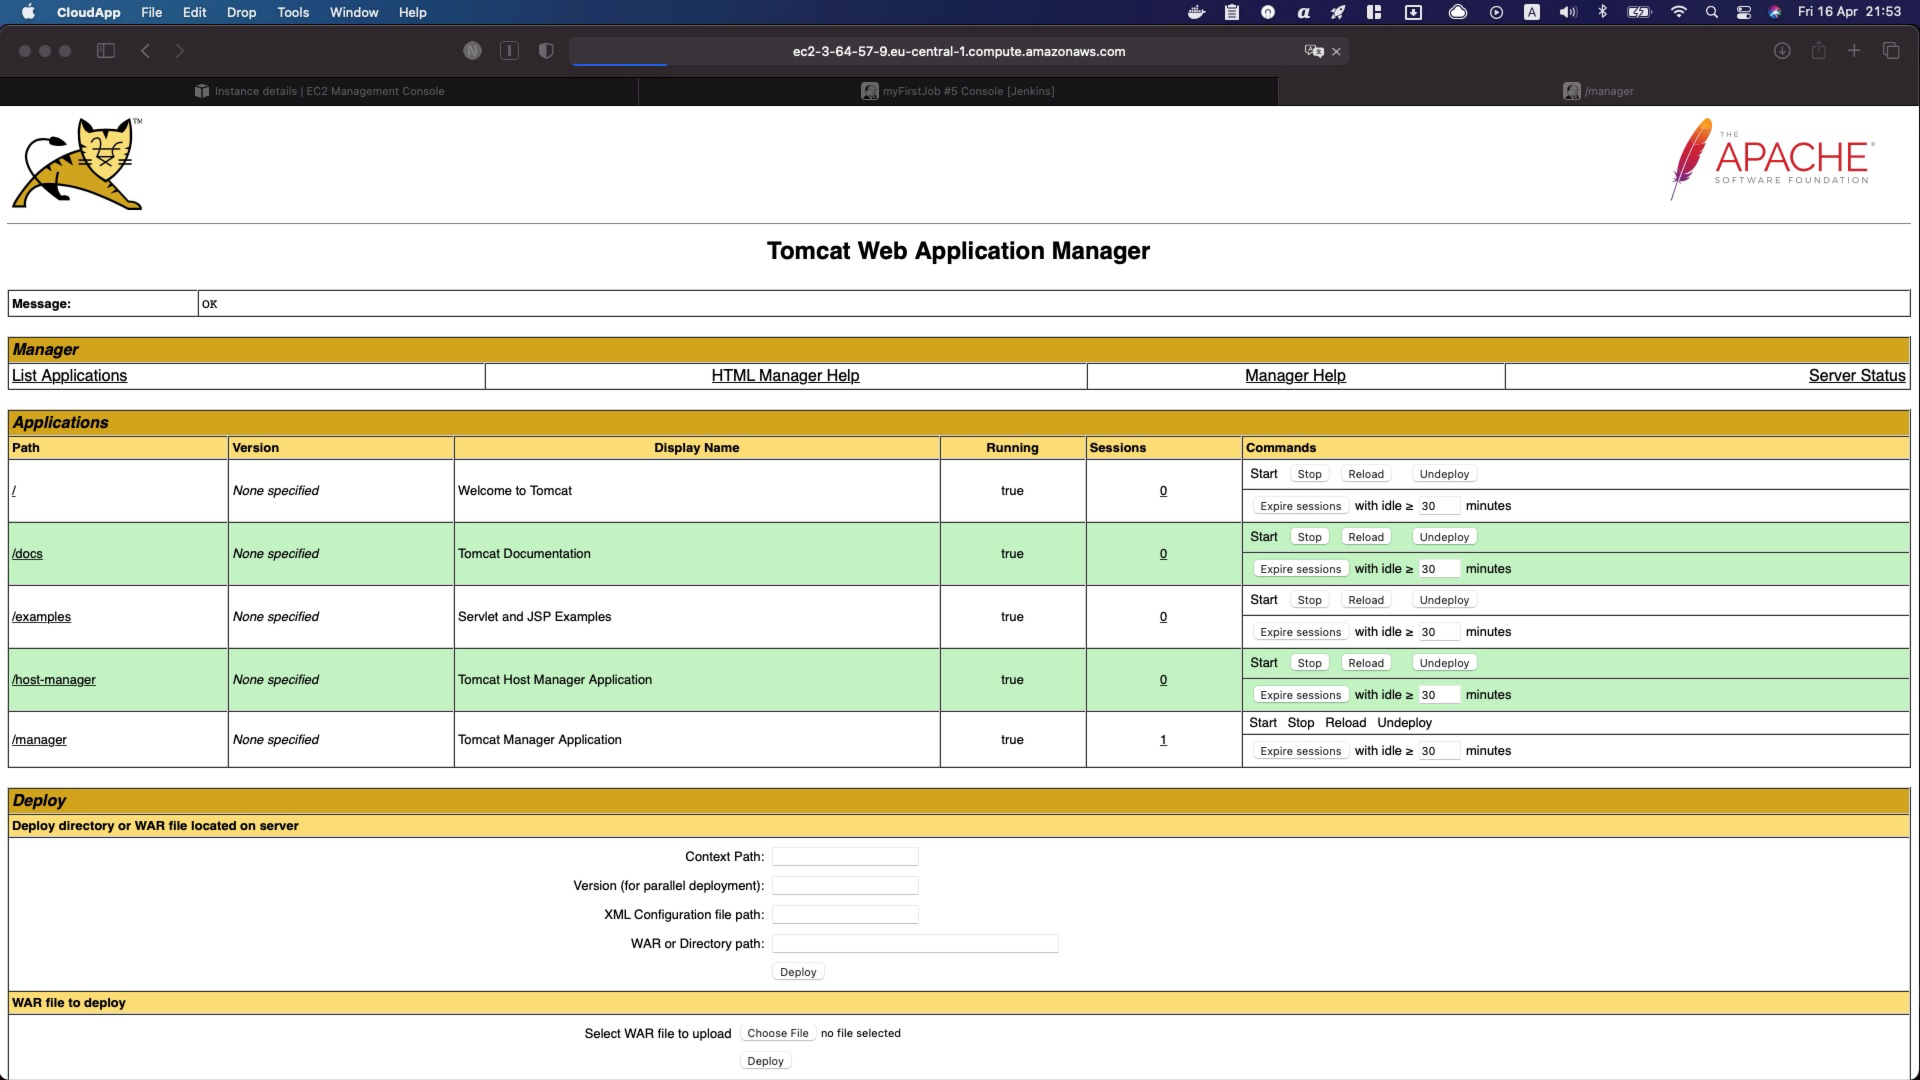 CloudApp File Edit Drop Tools Window Help Fri 16 Apr 21:53
ec2-3-64-57-9.eu-central-1.compute.amazonaws.com
Instance details | EC2 Management Console myFirstJob #5 Console [Jenkins] /manager
TM
THE
APACHE®
SOFTWARE FOUNDATION
Tomcat Web Application Manager
Message: OK
Manager
List Applications HTML Manager Help Manager Help Server Status
Applications
Path Version Display Name Running Sessions Commands
/ None specified Welcome to Tomcat true 0 Start Stop Reload Undeploy
Expire sessions with idle ≥ 30 minutes
/docs None specified Tomcat Documentation true 0 Start Stop Reload Undeploy
Expire sessions with idle ≥ 30 minutes
/examples None specified Servlet and JSP Examples true 0 Start Stop Reload Undeploy
Expire sessions with idle ≥ 30 minutes
/host-manager None specified Tomcat Host Manager Application true 0 Start Stop Reload Undeploy
Expire sessions with idle ≥ 30 minutes
/manager None specified Tomcat Manager Application true 1 Start Stop Reload Undeploy
Expire sessions with idle ≥ 30 minutes
Deploy
Deploy directory or WAR file located on server
Context Path:
Version (for parallel deployment):
XML Configuration file path:
WAR or Directory path:
Deploy
WAR file to deploy
Select WAR file to upload Choose File no file selected
Deploy